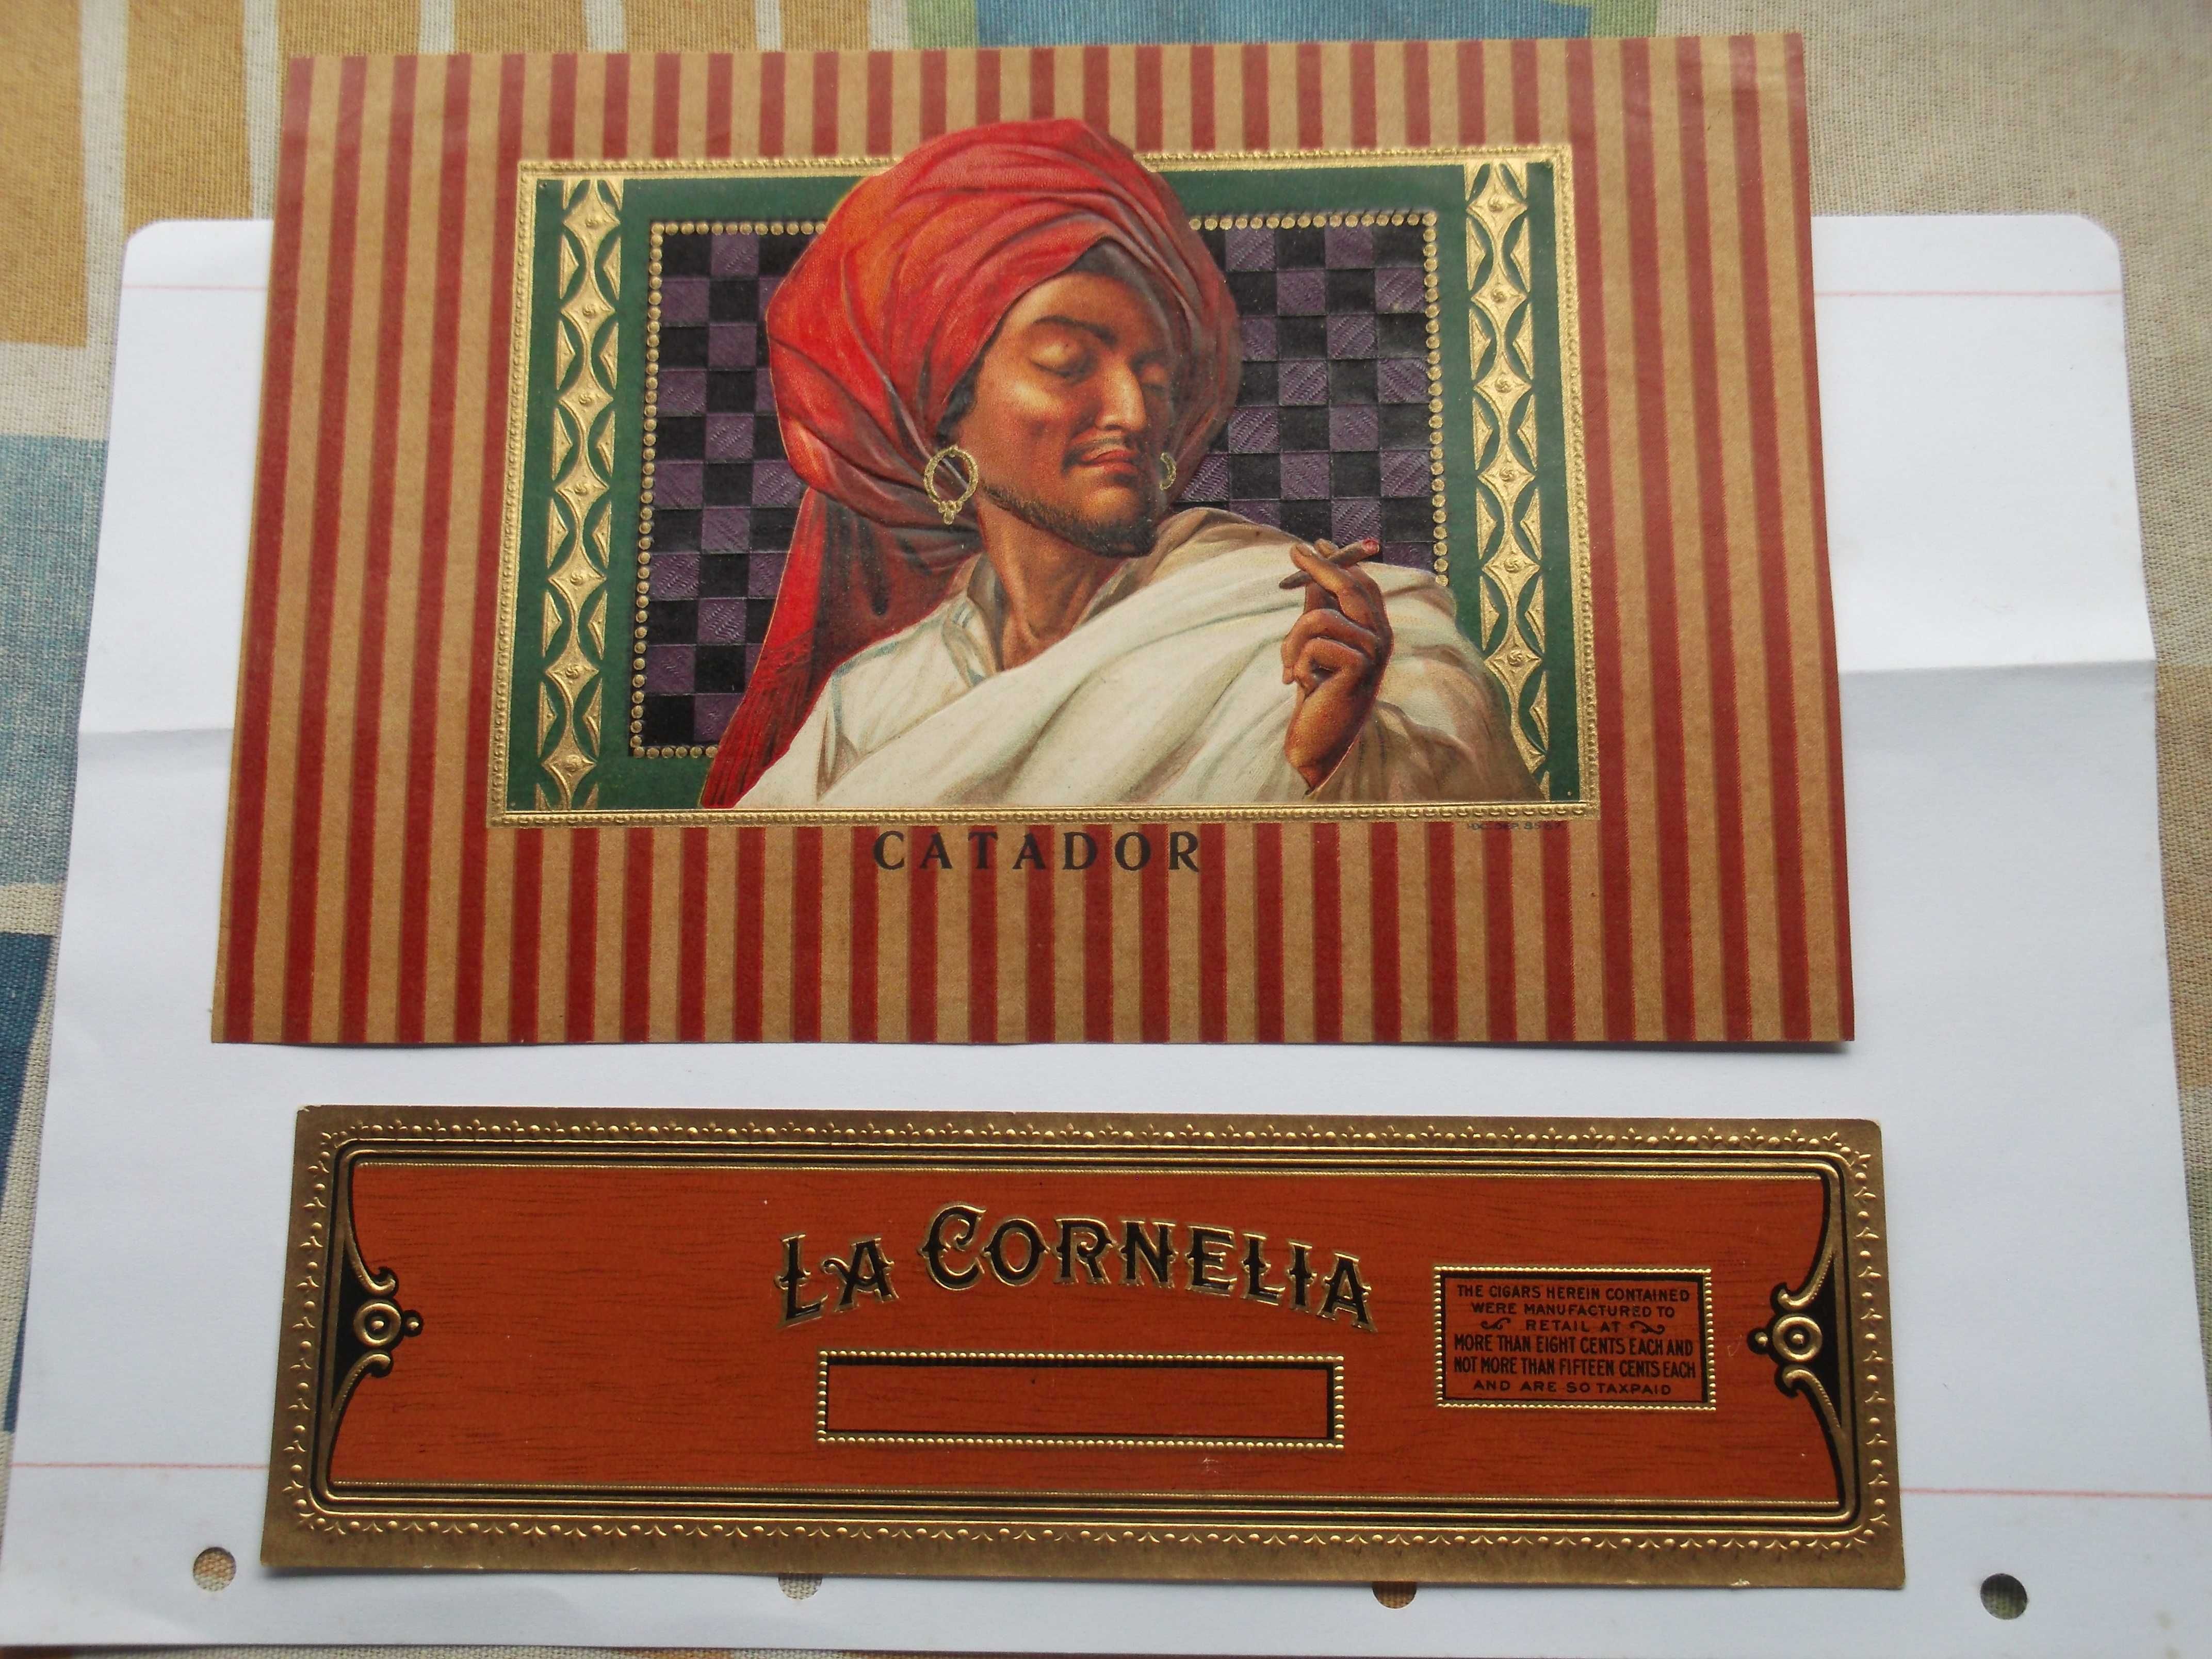 CATADOR
LA CORNELIA
THE CIGARS HEREIN CONTAINED
WERE MANUFACTURED TO
RETAIL AT
MORE THAN EIGHT CENTS EACH AND
NOT MORE THAN FIFTEEN CENTS EACH
AND ARE SO TAXPAID